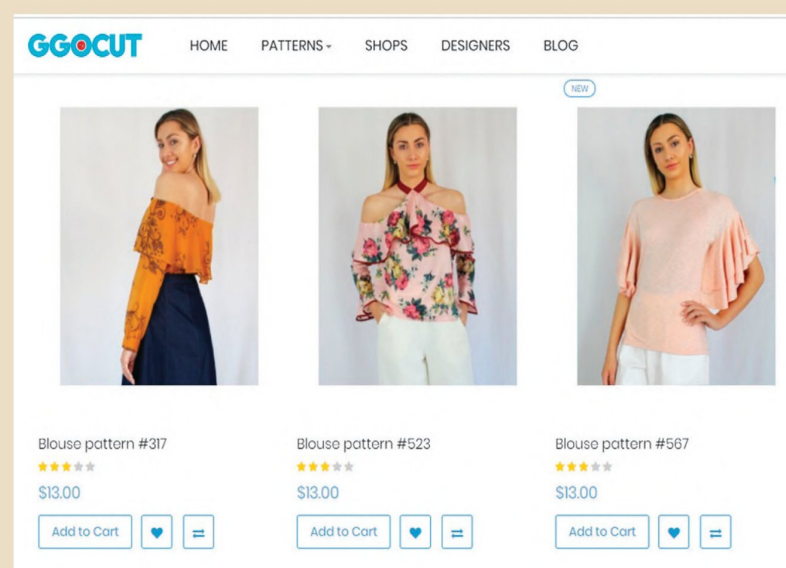 GGOCUT
HOME PATTERNS SHOPS DESIGNERS BLOG
NEW
Blouse pattern #317
$13.00
Add to Cart
Blouse pattern #523
$13.00
Add to Cart
Blouse pattern #567
$13.00
Add to Cart